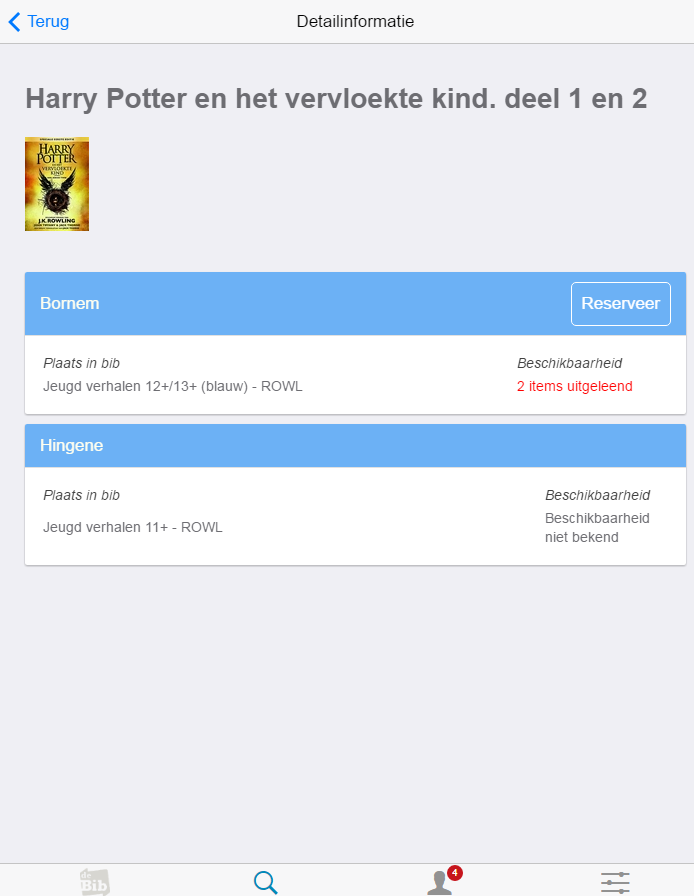 Terug
Detailinformatie
Harry Potter en het vervloekte kind. deel 1 en 2
HARRY
POTTER
VERVLOEKTE
KIND
J.K. ROWLING
Bornem
Reserveer
Plaats in bib
Beschikbaarheid
Jeugd verhalen 12+/13+ (blauw) - ROWL
2 items uitgeleend
Hingene
Plaats in bib
Beschikbaarheid
Jeugd verhalen 11+ - ROWL
Beschikbaarheid
niet bekend
de
Bib
4